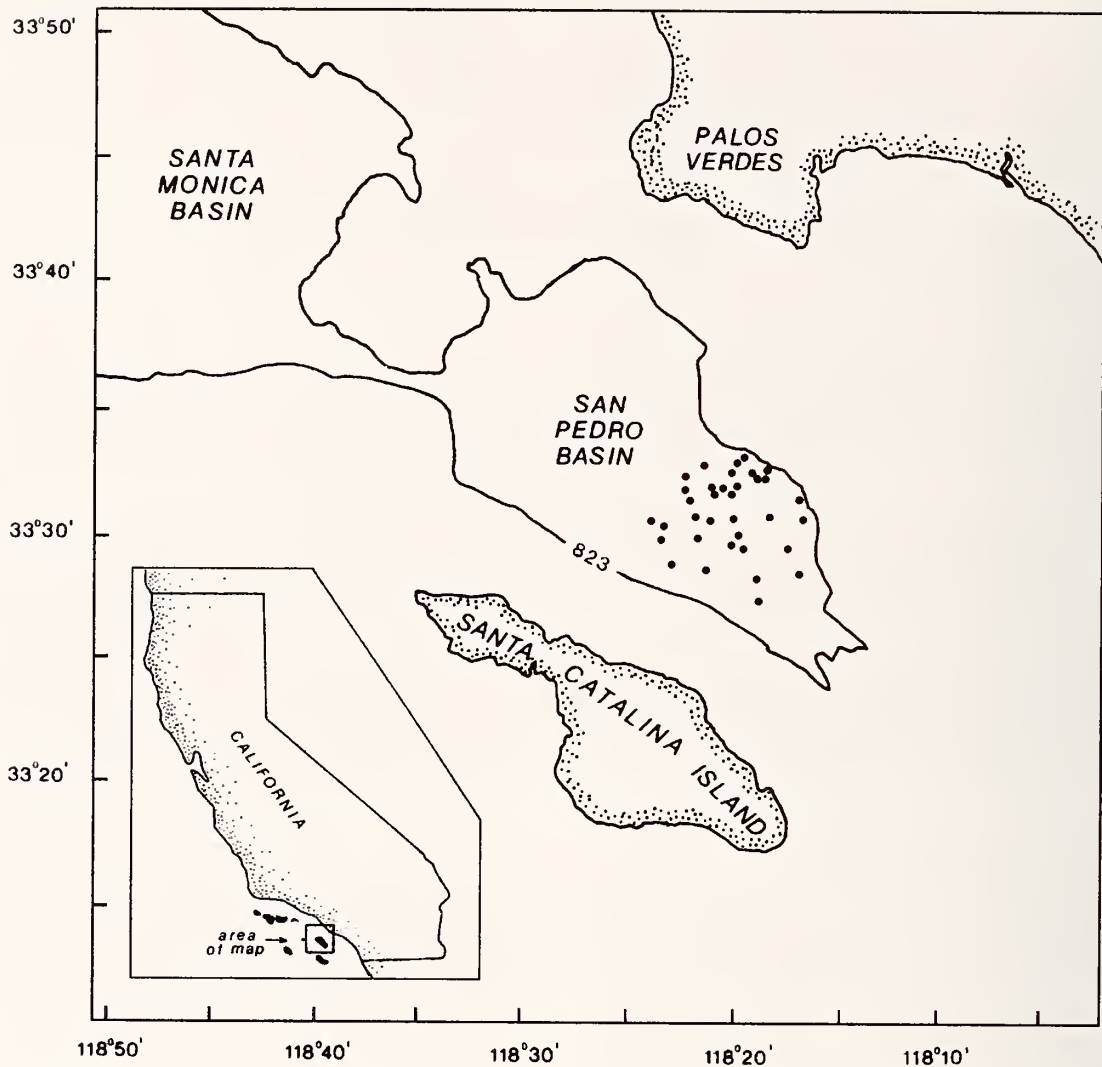 33°50'
SANTA
MONICA
BASIN
PALOS
VERDES
33°40'
SAN
PEDRO
BASIN
33°30'
823
SANTA CATALINA ISLAND
33°20'
CALIFORNIA
area
of map
118°50'
118°40'
118°30'
118°20'
118°10'